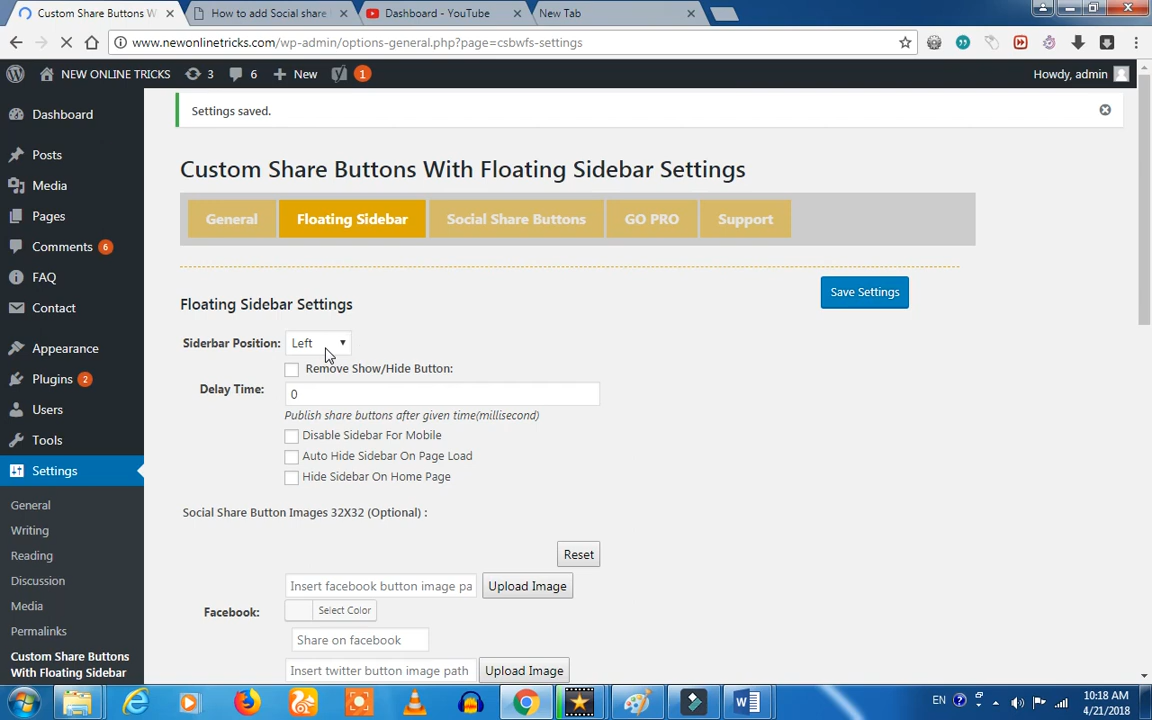 Custom Share Buttons W
How to add Social share
Dashboard - YouTube
New Tab
www.newonlinetricks.com/wp-admin/options-general.php?page=csbwfs-settings
NEW ONLINE TRICKS 3 6 New 1 Howdy, admin
Settings saved.
Dashboard
Posts
Media
Pages
Comments 6
FAQ
Contact
Appearance
Plugins 2
Users
Tools
Settings
General
Writing
Reading
Discussion
Media
Permalinks
Custom Share Buttons
With Floating Sidebar
Custom Share Buttons With Floating Sidebar Settings
General Floating Sidebar Social Share Buttons GO PRO Support
Save Settings
Floating Sidebar Settings
Siderbar Position: Left
Remove Show/Hide Button:
Delay Time: 0
Publish share buttons after given time(millisecond)
Disable Sidebar For Mobile
Auto Hide Sidebar On Page Load
Hide Sidebar On Home Page
Social Share Button Images 32X32 (Optional) :
Reset
Insert facebook button image pa Upload Image
Facebook: Select Color
Share on facebook
Insert twitter button image path Upload Image
EN 10:18 AM
4/21/2018